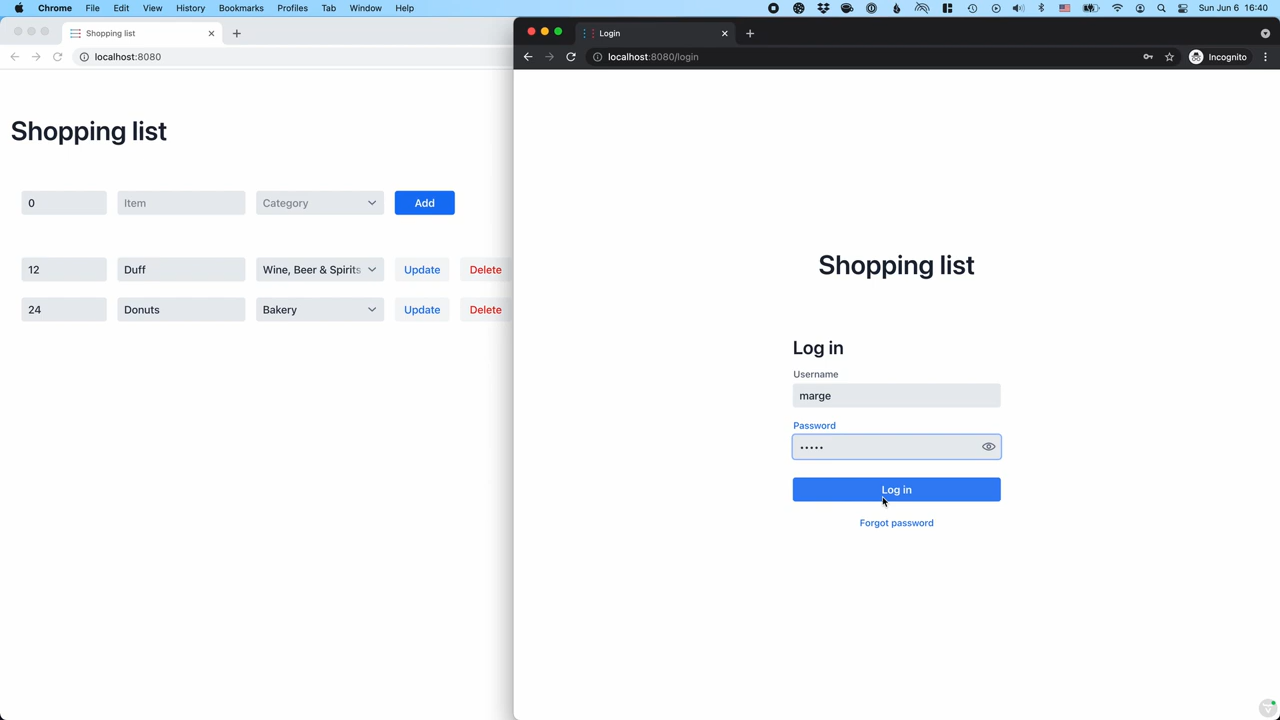 Chrome File Edit View History Bookmarks Profiles Tab Window Help Sun Jun 6 16:40
Shopping list
localhost:8080
Shopping list
0 Item Category Add
12 Duff Wine, Beer & Spirits Update Delete
24 Donuts Bakery Update Delete
Login
localhost:8080/login Incognito
Shopping list
Log in
Username
marge
Password
•••••
Log in
Forgot password